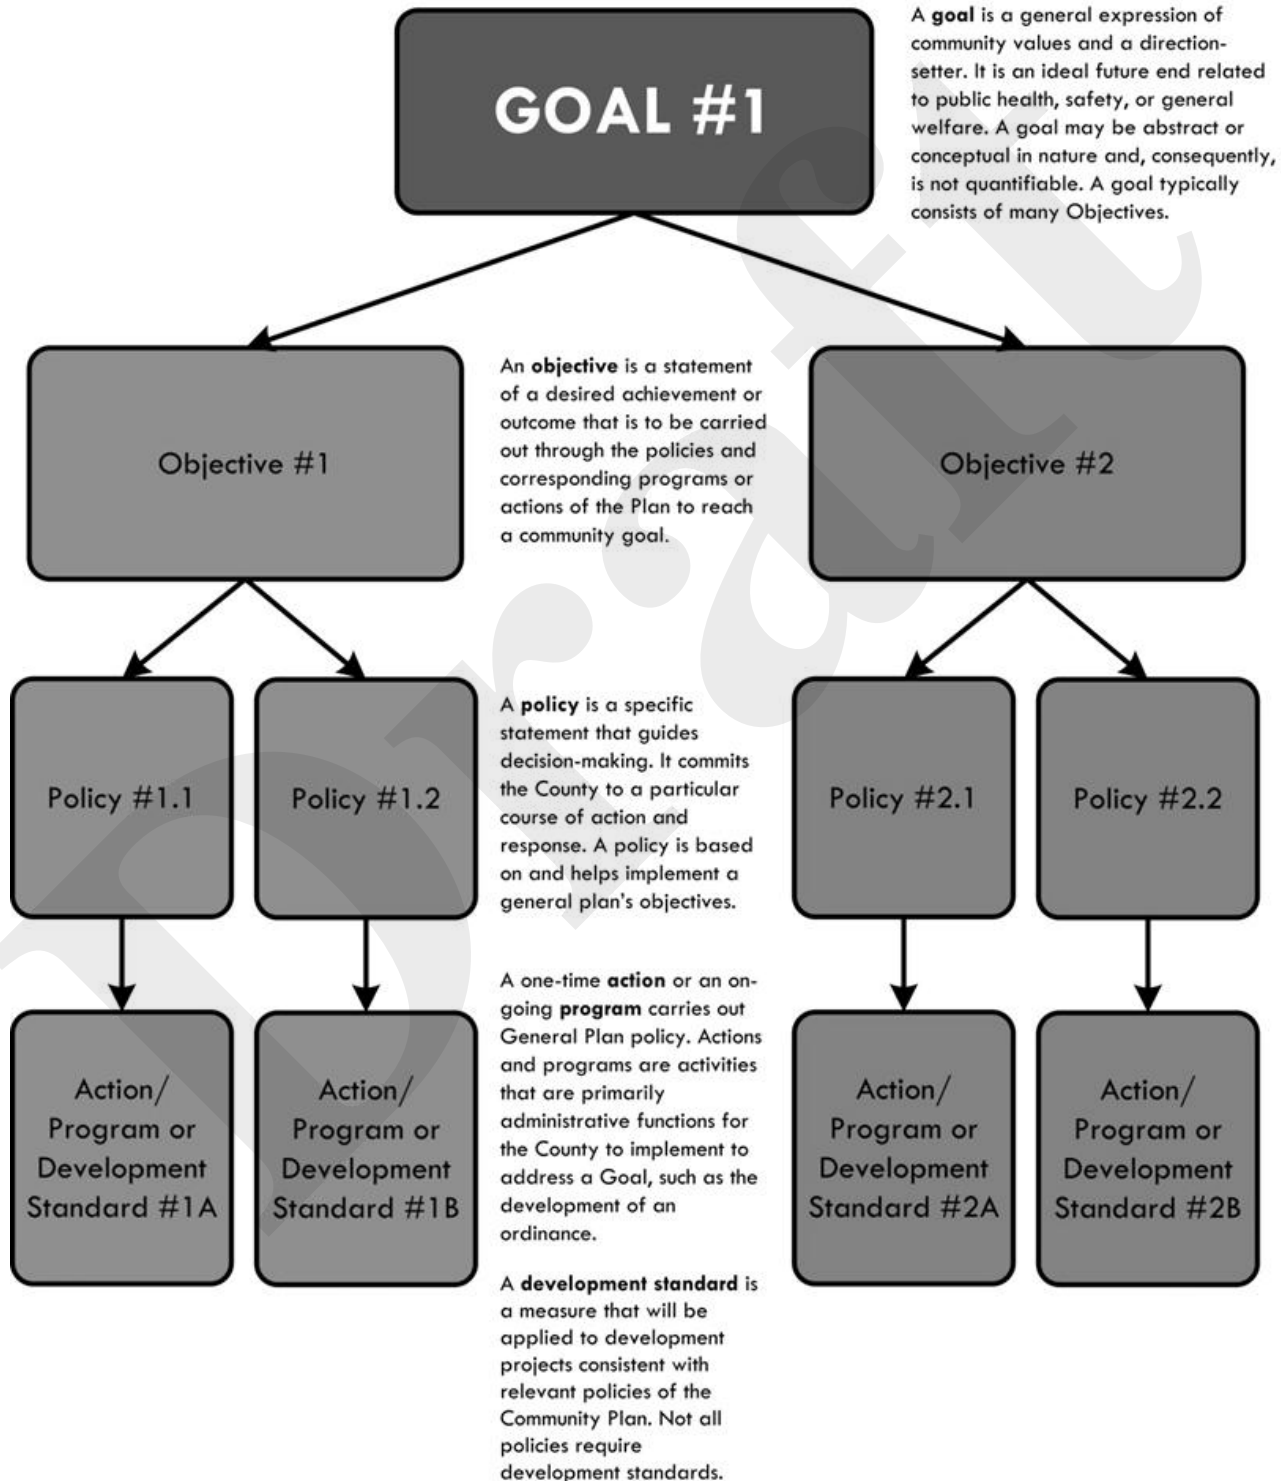 GOAL #1
A goal is a general expression of
community values and a direction-
setter. It is an ideal future end related
to public health, safety, or general
welfare. A goal may be abstract or
conceptual in nature and, consequently,
is not quantifiable. A goal typically
consists of many Objectives.
Objective #1
An objective is a statement
of a desired achievement or
outcome that is to be carried
out through the policies and
corresponding programs or
actions of the Plan to reach
a community goal.
Objective #2
Policy #1.1
Policy #1.2
A policy is a specific
statement that guides
decision-making. It commits
the County to a particular
course of action and
response. A policy is based
on and helps implement a
general plan's objectives.
Policy #2.1
Policy #2.2
Action/
Program or
Development
Standard #1A
Action/
Program or
Development
Standard #1B
A one-time action or an on-
going program carries out
General Plan policy. Actions
and programs are activities
that are primarily
administrative functions for
the County to implement to
address a Goal, such as the
development of an
ordinance.
A development standard is
a measure that will be
applied to development
projects consistent with
relevant policies of the
Community Plan. Not all
policies require
development standards.
Action/
Program or
Development
Standard #2A
Action/
Program or
Development
Standard #2B
Draft